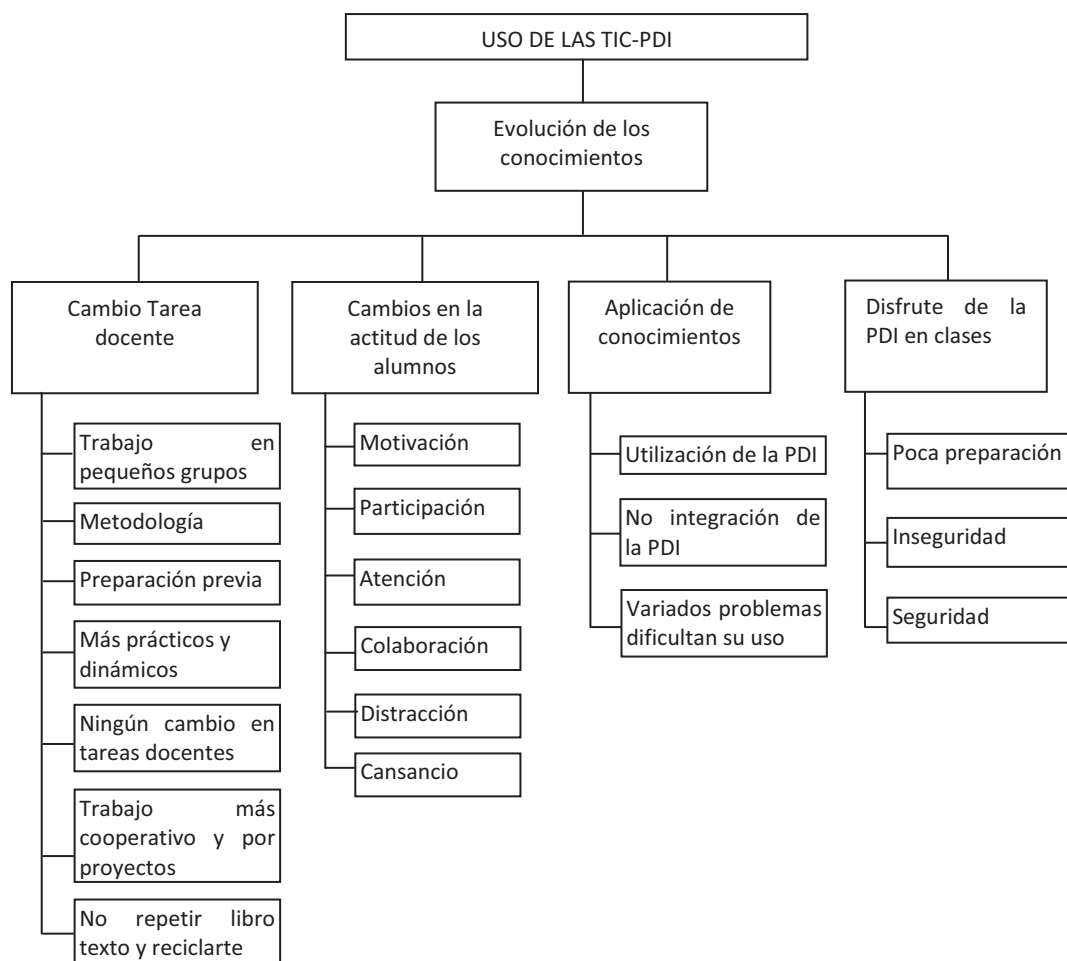 USO DE LAS TIC-PDI
Evolución de los
conocimientos
Cambio Tarea
docente
Trabajo en
pequeños grupos
Metodología
Preparación previa
Más prácticos y
dinámicos
Ningún cambio en
tareas docentes
Trabajo más
cooperativo y por
proyectos
No repetir libro
texto y reciclarte
Cambios en la
actitud de los
alumnos
Motivación
Participación
Atención
Colaboración
Distracción
Cansancio
Aplicación de
conocimientos
Utilización de la PDI
No integración de
la PDI
Variados problemas
dificultan su uso
Disfrute de la
PDI en clases
Poca preparación
Inseguridad
Seguridad